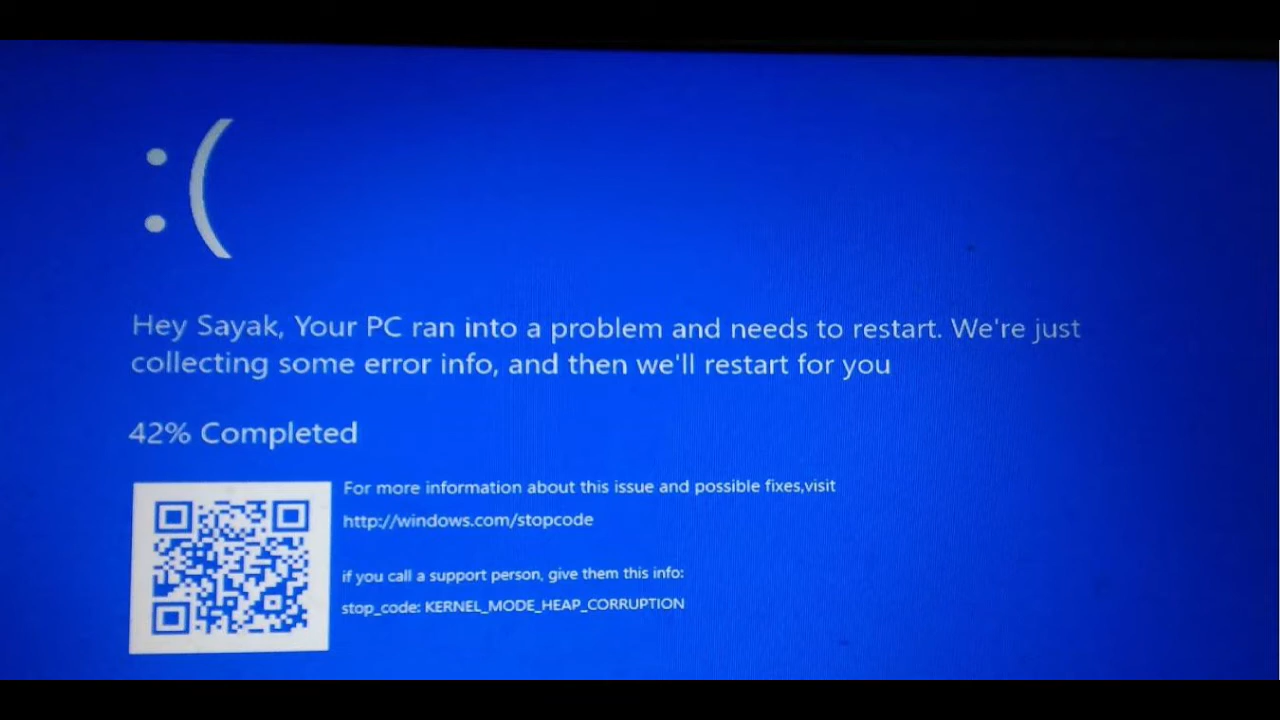 :(
Hey Sayak, Your PC ran into a problem and needs to restart. We're just
collecting some error info, and then we'll restart for you
42% Completed
For more information about this issue and possible fixes,visit
http://windows.com/stopcode
if you call a support person, give them this info:
stop_code: KERNEL_MODE_HEAP_CORRUPTION